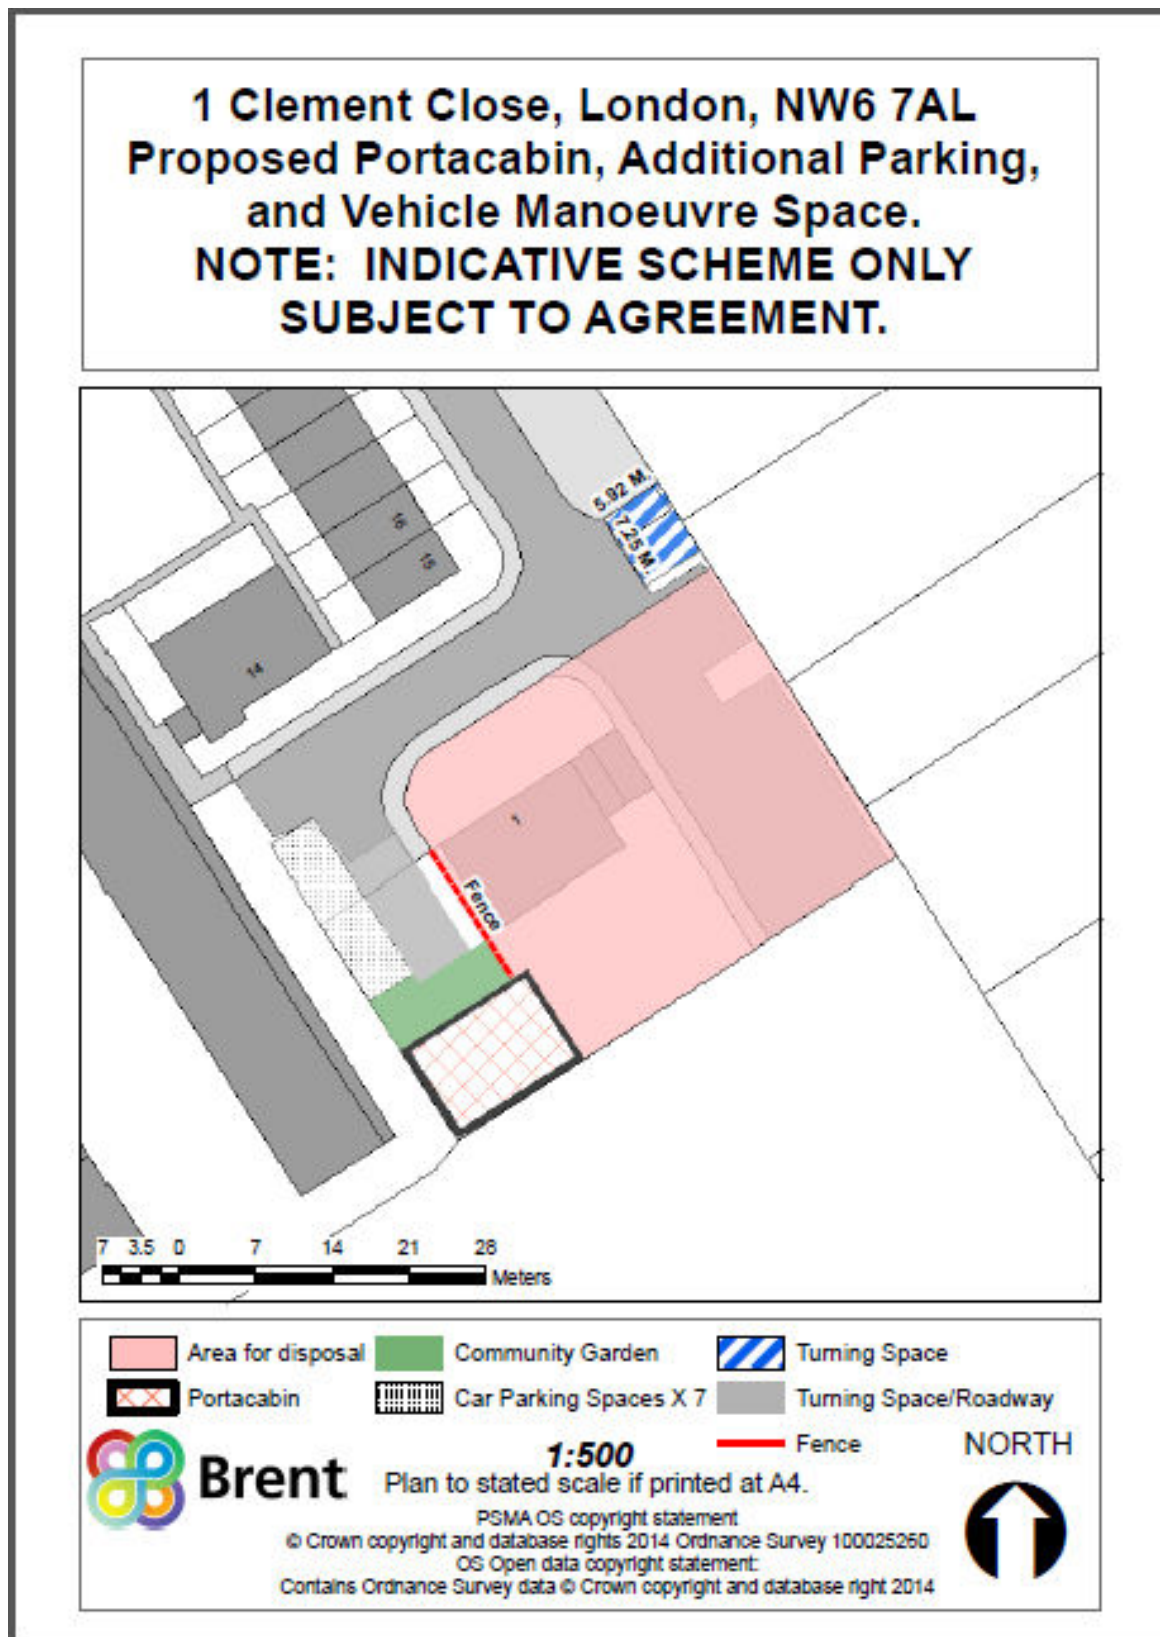 1 Clement Close, London, NW6 7AL
Proposed Portacabin, Additional Parking,
and Vehicle Manoeuvre Space.
NOTE: INDICATIVE SCHEME ONLY
SUBJECT TO AGREEMENT.
5.92 M.
7.25 M.
16
15
14
1
Fence
7 3.5 0 7 14 21 28
Meters
Area for disposal
Community Garden
Turning Space
Portacabin
Car Parking Spaces X 7
Turning Space/Roadway
Fence
NORTH
Brent
1:500
Plan to stated scale if printed at A4.
PSMA OS copyright statement
© Crown copyright and database rights 2014 Ordnance Survey 100025260
OS Open data copyright statement:
Contains Ordnance Survey data © Crown copyright and database right 2014